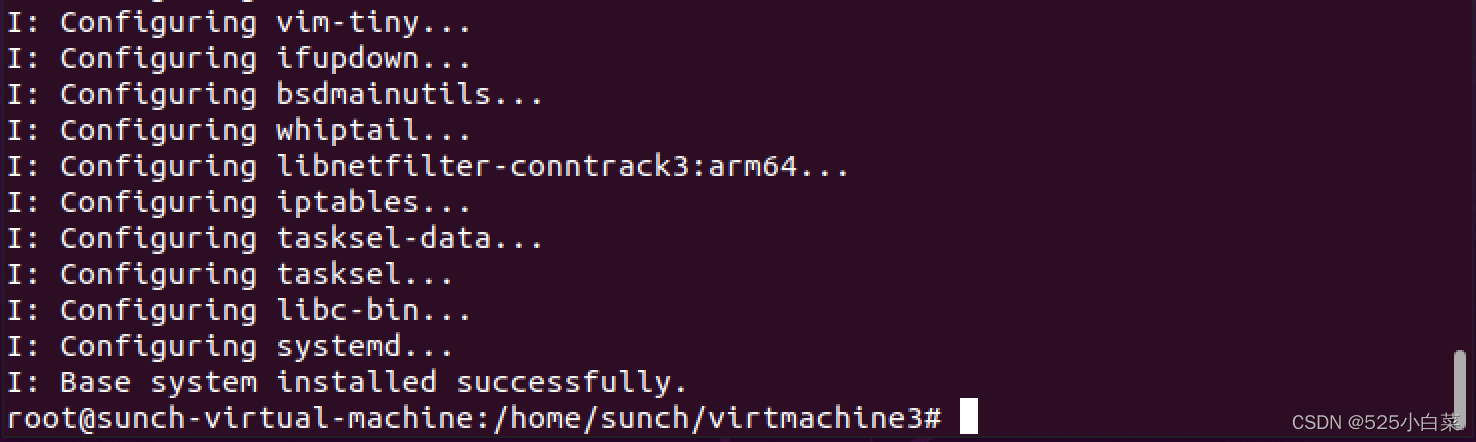 I: Configuring vim-tiny...
I: Configuring ifupdown...
I: Configuring bsdmainutils...
I: Configuring whiptail...
I: Configuring libnetfilter-conntrack3:arm64...
I: Configuring iptables...
I: Configuring tasksel-data...
I: Configuring tasksel...
I: Configuring libc-bin...
I: Configuring systemd...
I: Base system installed successfully.
root@sunch-virtual-machine:/home/sunch/virtmachine3#
CSDN @525小白菜